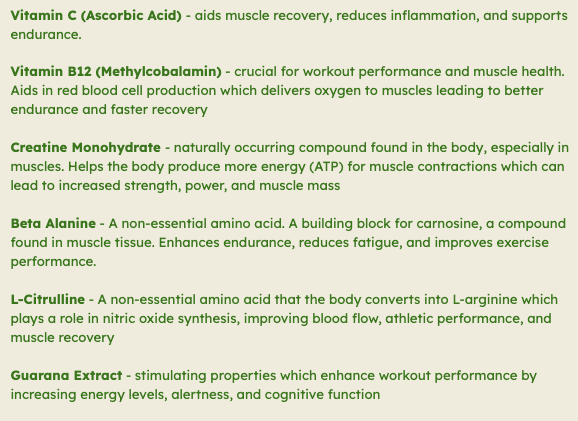 Vitamin C (Ascorbic Acid) - aids muscle recovery, reduces inflammation, and supports
endurance.
Vitamin B12 (Methylcobalamin) - crucial for workout performance and muscle health.
Aids in red blood cell production which delivers oxygen to muscles leading to better
endurance and faster recovery
Creatine Monohydrate - naturally occurring compound found in the body, especially in
muscles. Helps the body produce more energy (ATP) for muscle contractions which can
lead to increased strength, power, and muscle mass
Beta Alanine - A non-essential amino acid. A building block for carnosine, a compound
found in muscle tissue. Enhances endurance, reduces fatigue, and improves exercise
performance.
L-Citrulline - A non-essential amino acid that the body converts into L-arginine which
plays a role in nitric oxide synthesis, improving blood flow, athletic performance, and
muscle recovery
Guarana Extract - stimulating properties which enhance workout performance by
increasing energy levels, alertness, and cognitive function